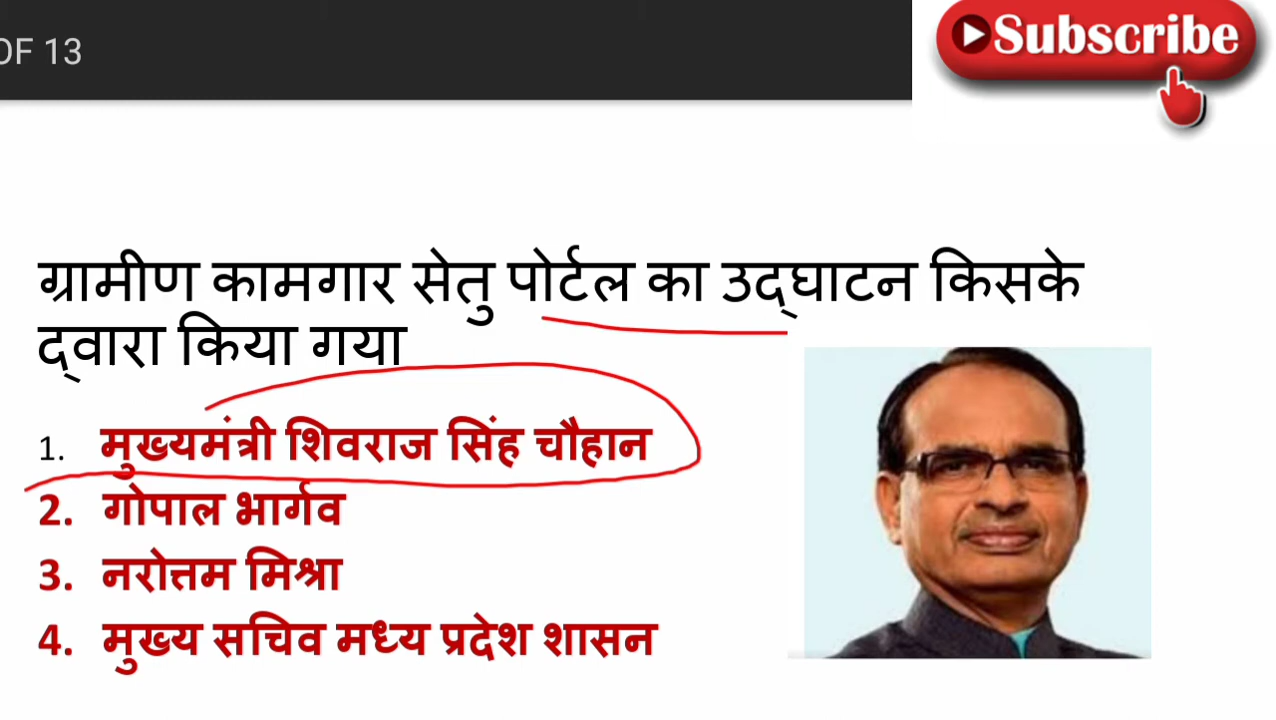 OF 13
Subscribe
ग्रामीण कामगार सेतु पोर्टल का उद्घाटन किसके
द्वारा किया गया
1. मुख्यमंत्री शिवराज सिंह चौहान
2. गोपाल भार्गव
3. नरोत्तम मिश्रा
4. मुख्य सचिव मध्य प्रदेश शासन